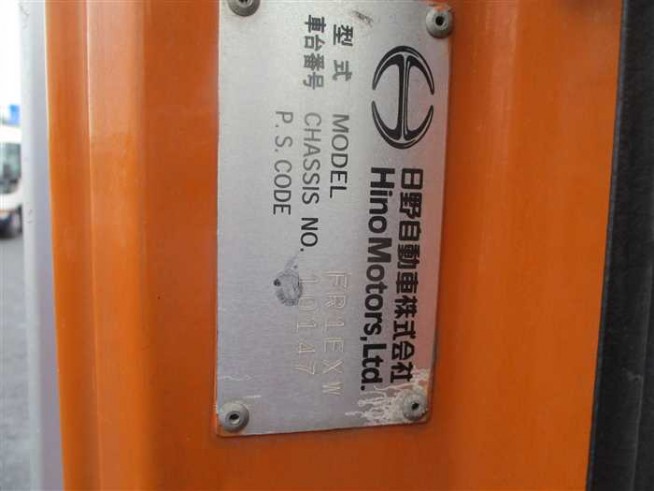 日野自動車株式会社
Hino Motors, Ltd.
型式 MODEL FR1EXW
車台番号 CHASSIS NO. 10147
P. S. CODE